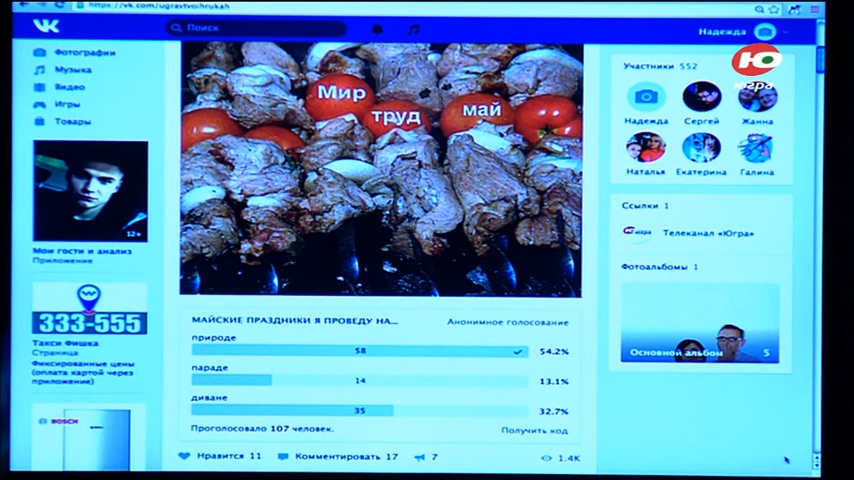 https://vk.com/ugravtvoihrukah
Поиск
Надежда
Фотографии
Музыка
Видео
Игры
Товары
12+
Мои гости и анализ
Приложение
333-555
Такси Фишка
Страница
Фиксированные цены
(оплата картой через
приложение)
BOSCH
Мир
труд
май
МАЙСКИЕ ПРАЗДНИКИ Я ПРОВЕДУ НА...
Анонимное голосование
природе
58
54.2%
параде
14
13.1%
диване
35
32.7%
Проголосовало 107 человек.
Получить код
Нравится 11
Комментировать 17
7
1.4K
Участники 552
Ю
югра
Надежда
Сергей
Жанна
Наталья
Екатерина
Галина
Ссылки 1
Телеканал «Югра»
Фотоальбомы 1
Основной альбом 5